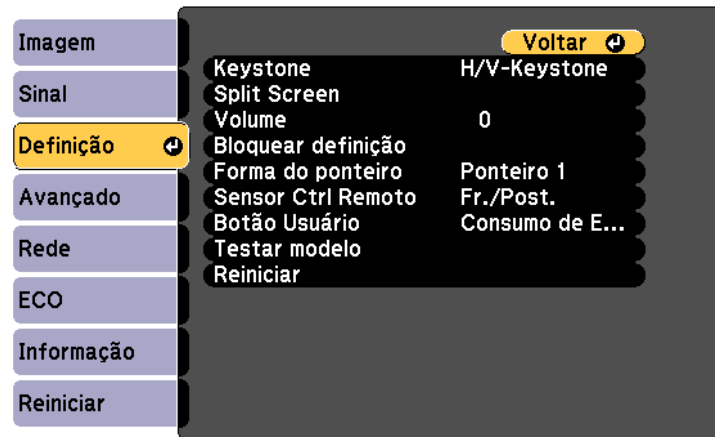 Imagem
Sinal
Definição
Avançado
Rede
ECO
Informação
Reiniciar
Voltar
Keystone H/V-Keystone
Split Screen
Volume 0
Bloquear definição
Forma do ponteiro Ponteiro 1
Sensor Ctrl Remoto Fr./Post.
Botão Usuário Consumo de E...
Testar modelo
Reiniciar